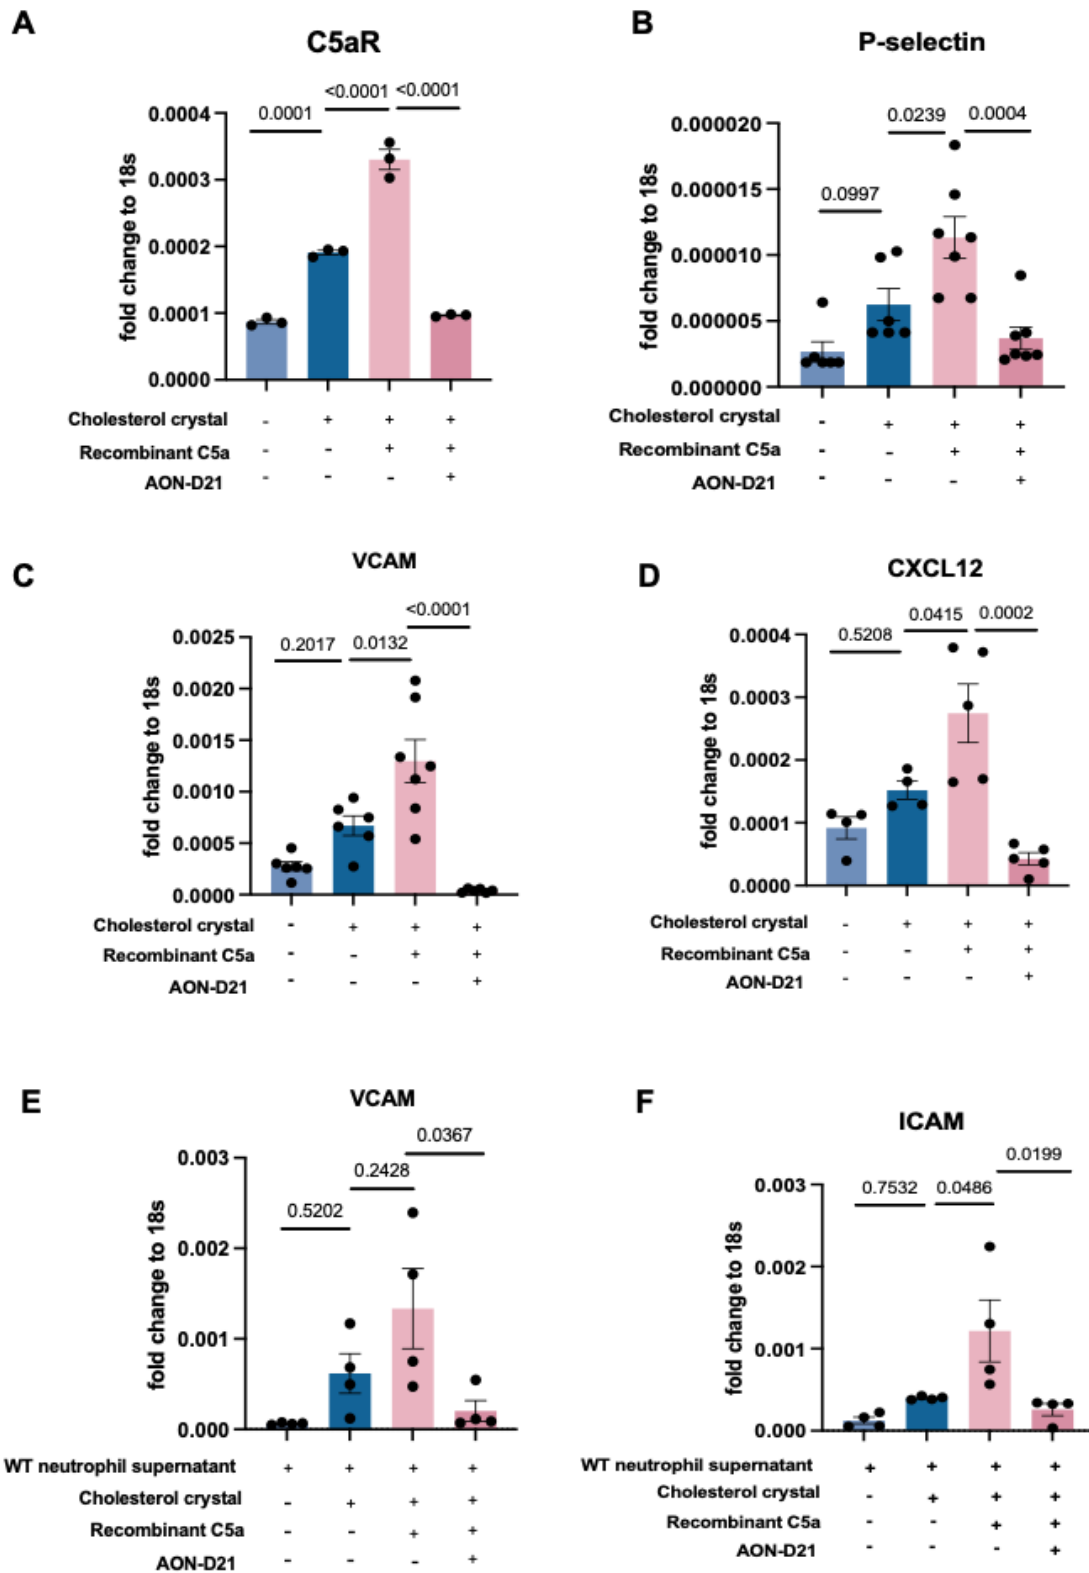 A
C5aR
<0.0001 <0.0001
0.0001
0.0004
0.0003
0.0002
0.0001
0.0000
fold change to 18s
Cholesterol crystal - + + +
Recombinant C5a - - + +
AON-D21 - - - +
B
P-selectin
0.0239 0.0004
0.0997
0.000020
0.000015
0.000010
0.000005
0.000000
fold change to 18s
Cholesterol crystal - + + +
Recombinant C5a - - + +
AON-D21 - - - +
C
VCAM
<0.0001
0.2017 0.0132
0.0025
0.0020
0.0015
0.0010
0.0005
0.0000
fold change to 18s
Cholesterol crystal - + + +
Recombinant C5a - - + +
AON-D21 - - - +
D
CXCL12
0.0415 0.0002
0.5208
0.0004
0.0003
0.0002
0.0001
0.0000
fold change to 18s
Cholesterol crystal - + + +
Recombinant C5a - - + +
AON-D21 - - - +
E
VCAM
0.0367
0.2428
0.5202
0.003
0.002
0.001
0.000
fold change to 18s
WT neutrophil supernatant + + + +
Cholesterol crystal - + + +
Recombinant C5a - - + +
AON-D21 - - - +
F
ICAM
0.0199
0.7532 0.0486
0.003
0.002
0.001
0.000
fold change to 18s
WT neutrophil supernatant + + + +
Cholesterol crystal - + + +
Recombinant C5a - - + +
AON-D21 - - - +